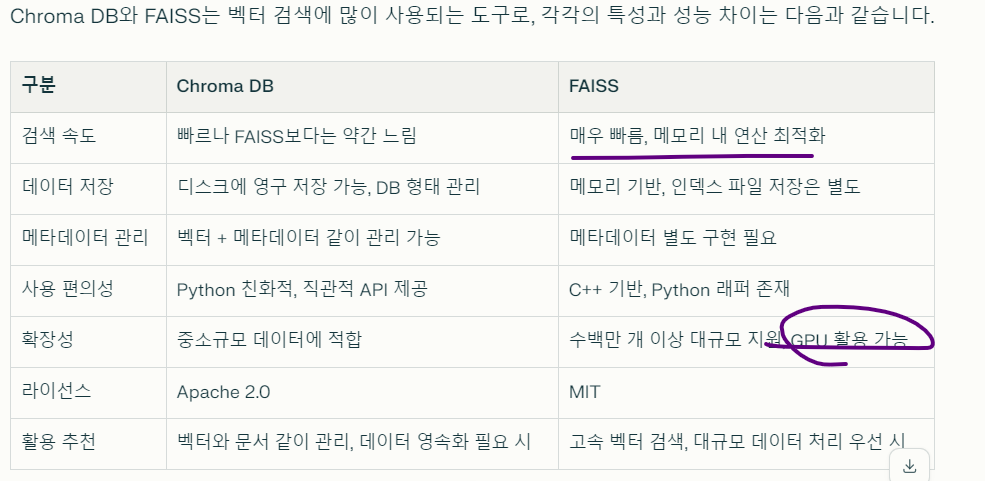 Chroma DB와 FAISS는 벡터 검색에 많이 사용되는 도구로, 각각의 특성과 성능 차이는 다음과 같습니다.
구분 Chroma DB FAISS
검색 속도 빠르나 FAISS보다는 약간 느림 매우 빠름, 메모리 내 연산 최적화
데이터 저장 디스크에 영구 저장 가능, DB 형태 관리 메모리 기반, 인덱스 파일 저장은 별도
메타데이터 관리 벡터 + 메타데이터 같이 관리 가능 메타데이터 별도 구현 필요
사용 편의성 Python 친화적, 직관적 API 제공 C++ 기반, Python 래퍼 존재
확장성 중소규모 데이터에 적합 수백만 개 이상 대규모 지원, GPU 활용 가능
라이선스 Apache 2.0 MIT
활용 추천 벡터와 문서 같이 관리, 데이터 영속화 필요 시 고속 벡터 검색, 대규모 데이터 처리 우선 시